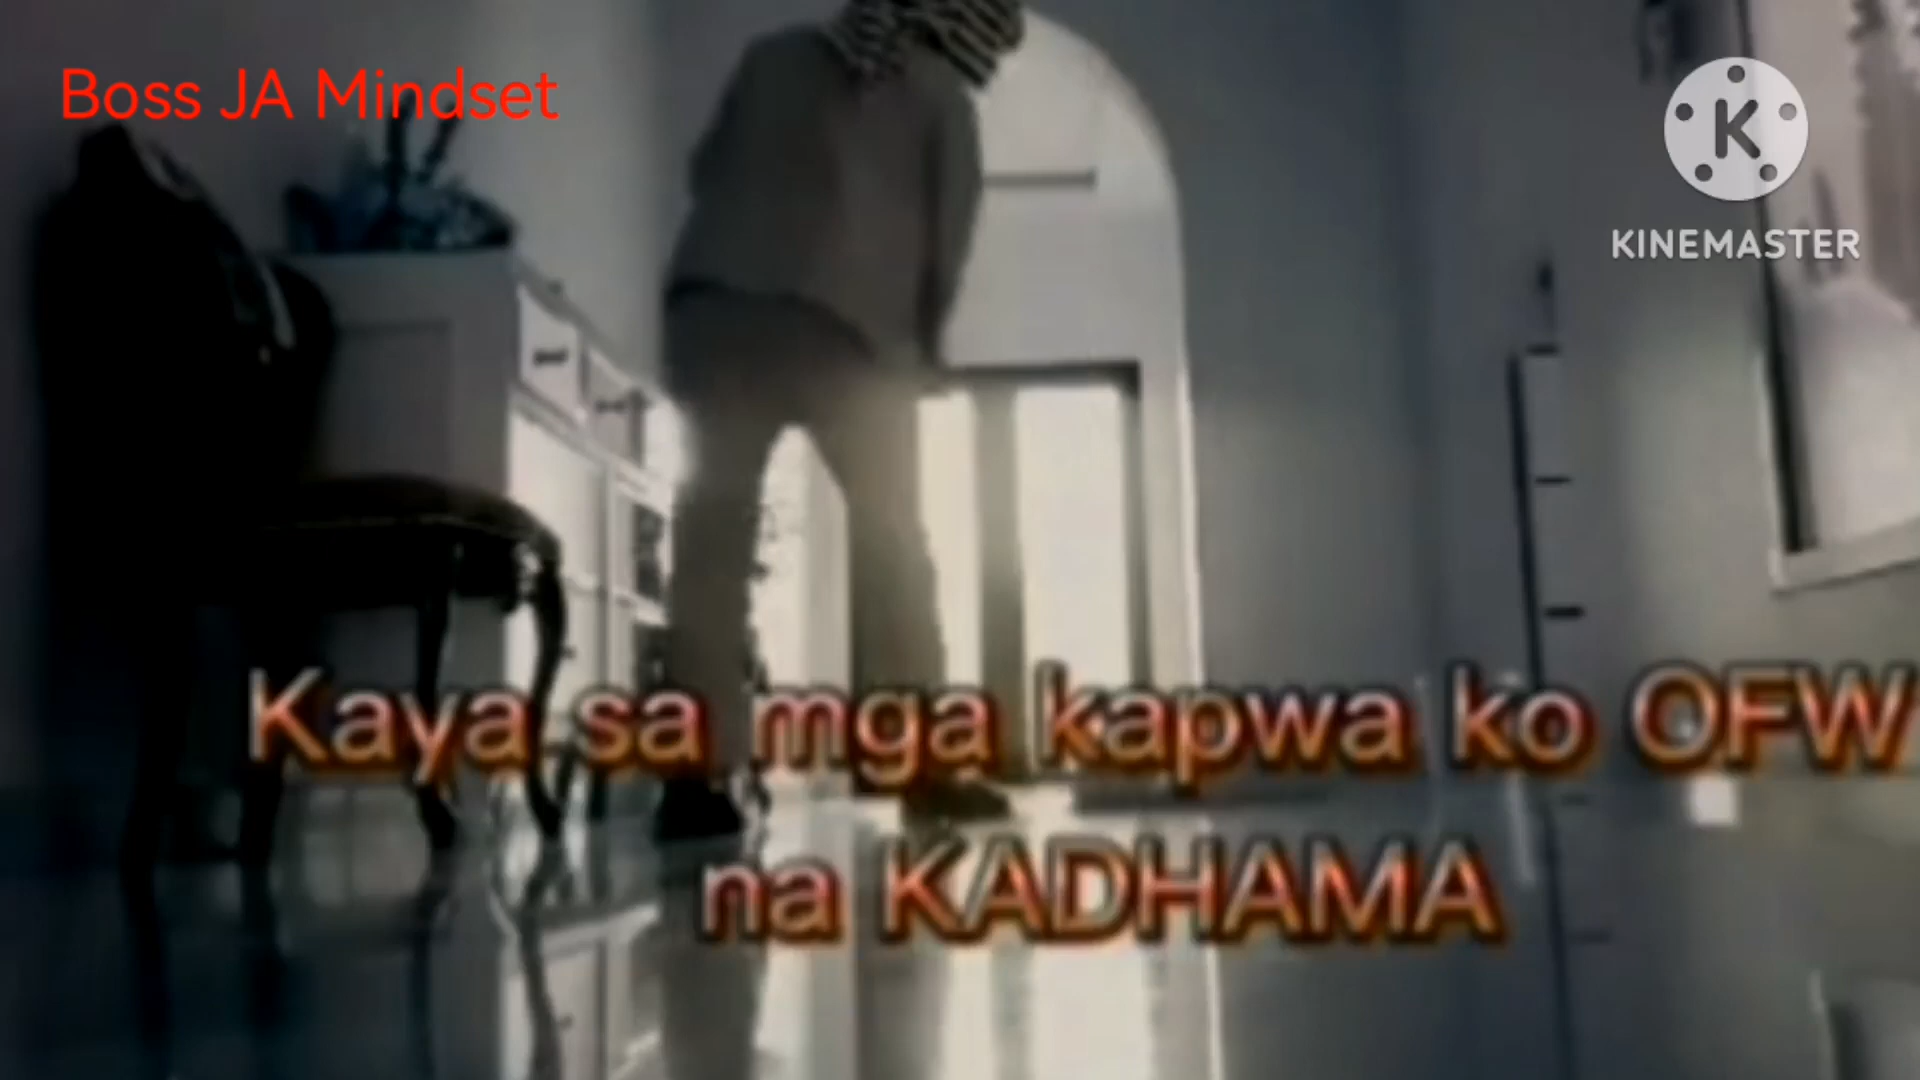 Boss JA Mindset
K
KINEMASTER
Kaya sa mga kapwa ko OFW
na KADHAMA